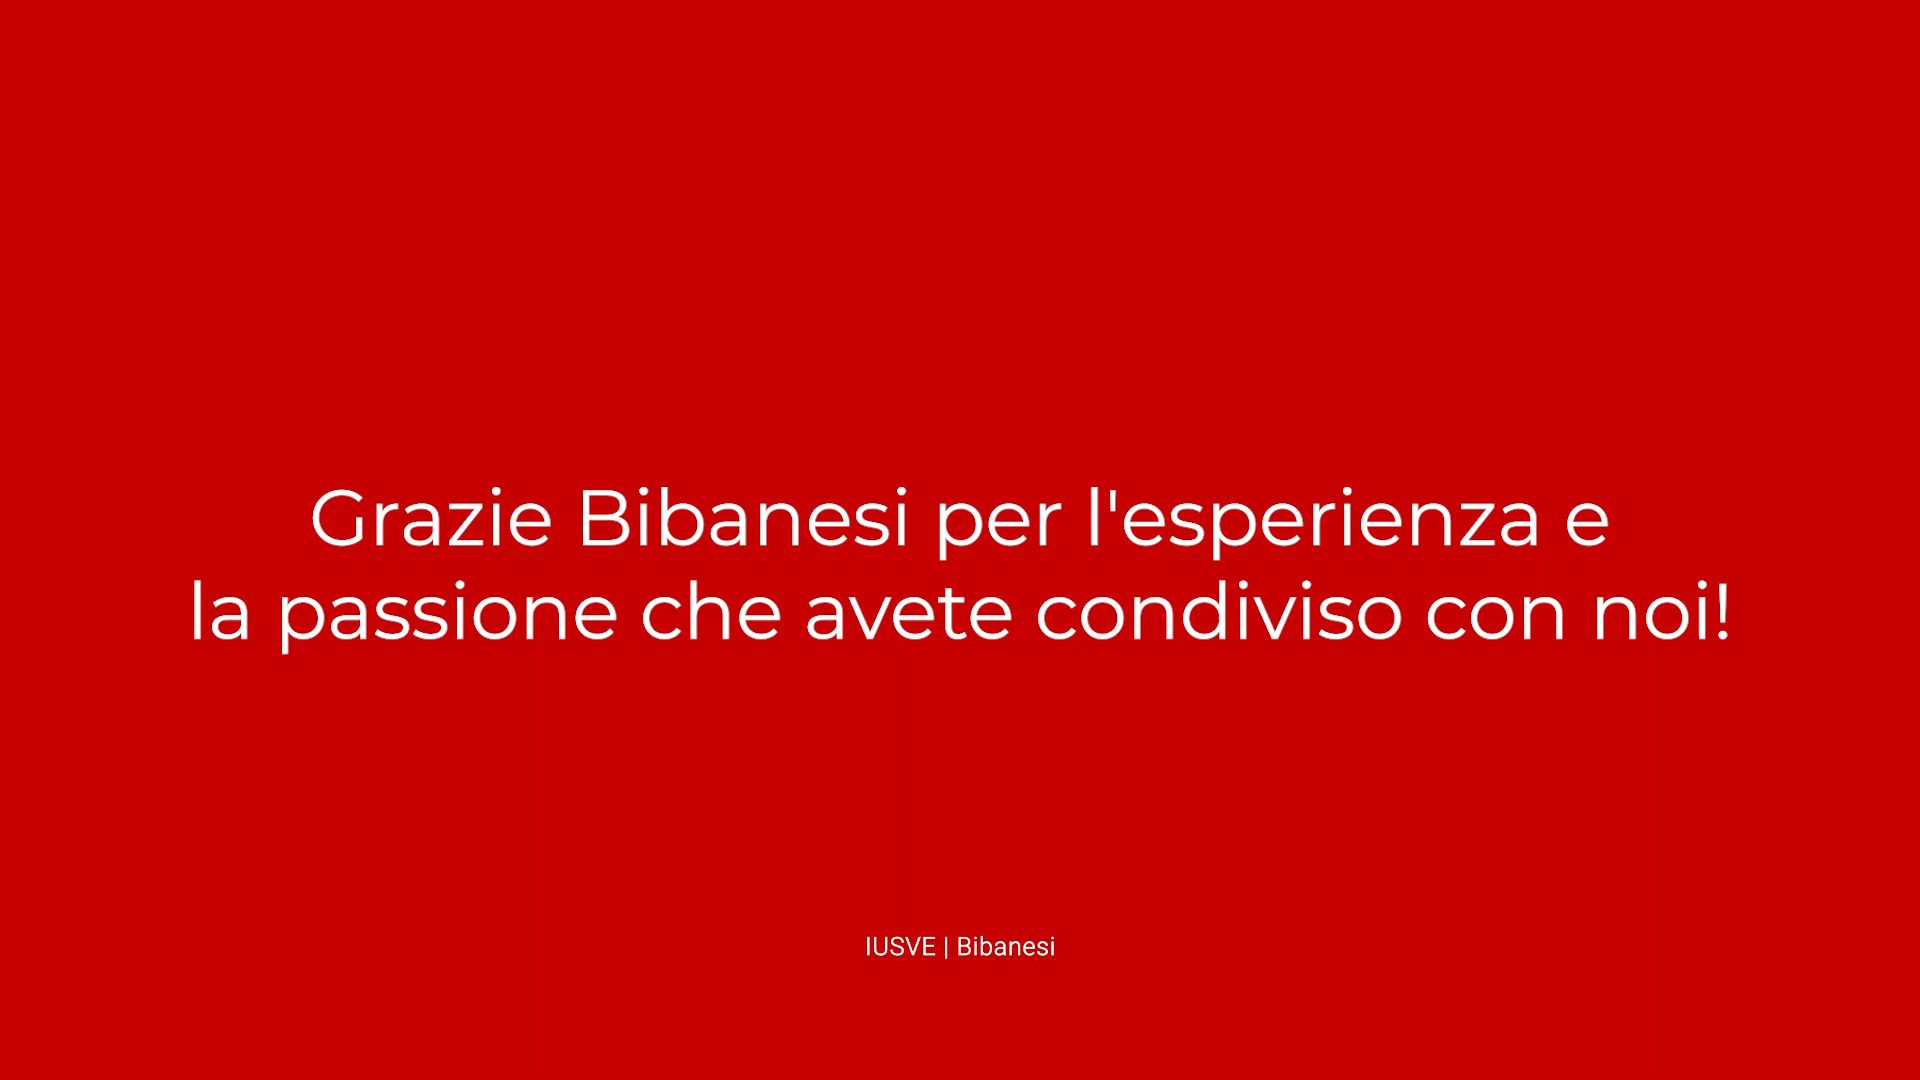 Grazie Bibanesi per l'esperienza e
la passione che avete condiviso con noi!
IUSVE | Bibanesi